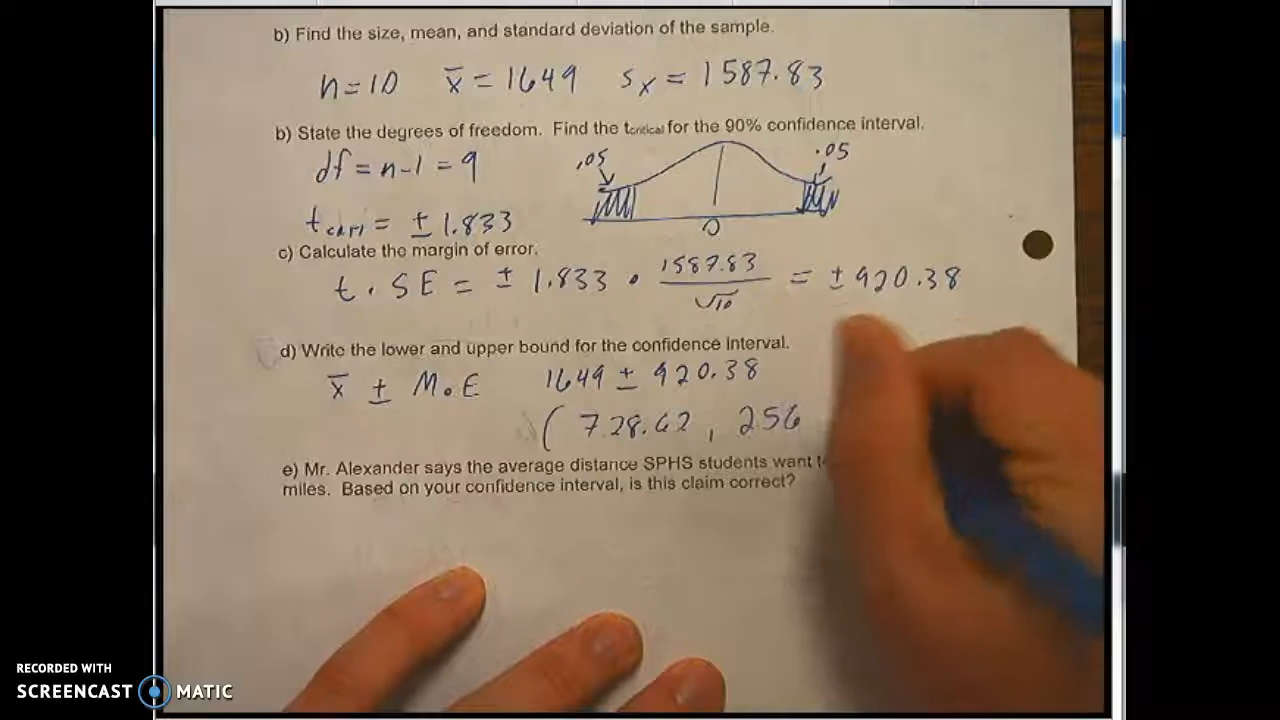 b) Find the size, mean, and standard deviation of the sample.
n = 10 x̄ = 1649 sx = 1587.83
b) State the degrees of freedom. Find the tcritical for the 90% confidence interval.
df = n-1 = 9
.05 .05
0
tcrit = ± 1.833
c) Calculate the margin of error.
t · SE = ± 1.833 · 1587.83/√10 = ± 920.38
d) Write the lower and upper bound for the confidence interval.
x̄ ± MoE 1649 ± 920.38
( 728.62 , 256
e) Mr. Alexander says the average distance SPHS students want
miles. Based on your confidence interval, is this claim correct?
RECORDED WITH
SCREENCAST MATIC